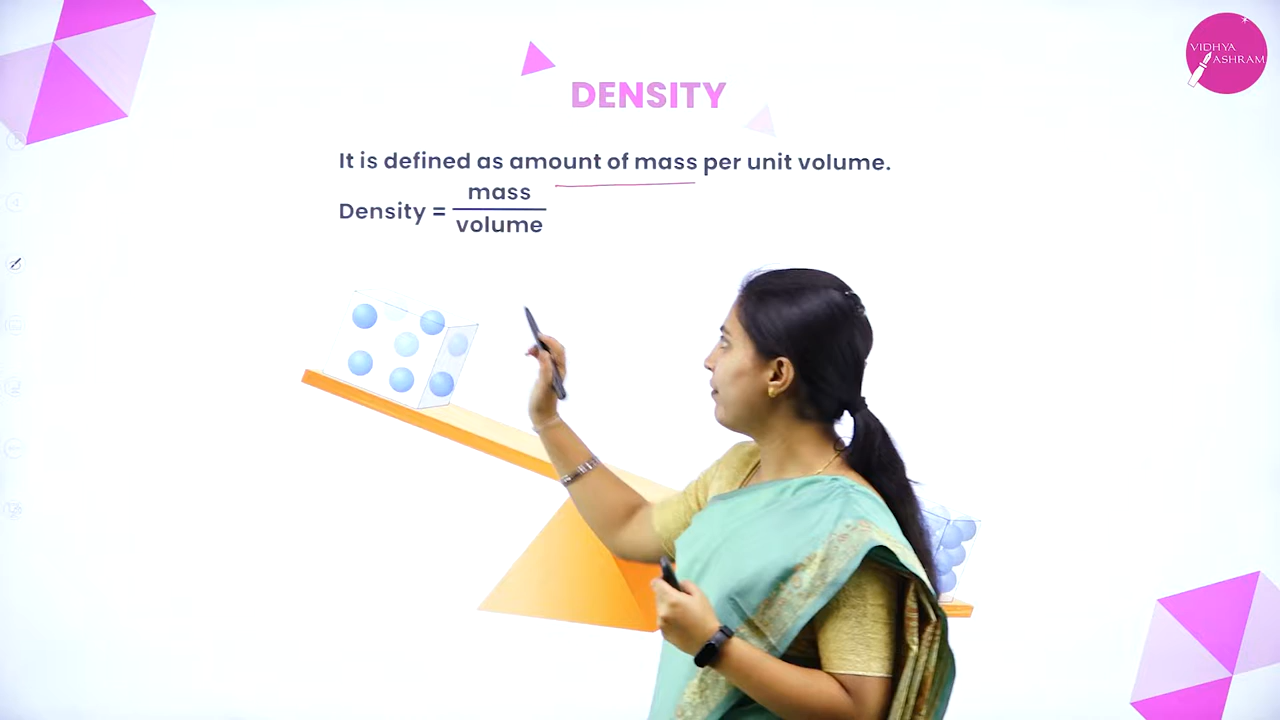 VIDHYA
ASHRAM
DENSITY
It is defined as amount of mass per unit volume.
Density = mass
volume